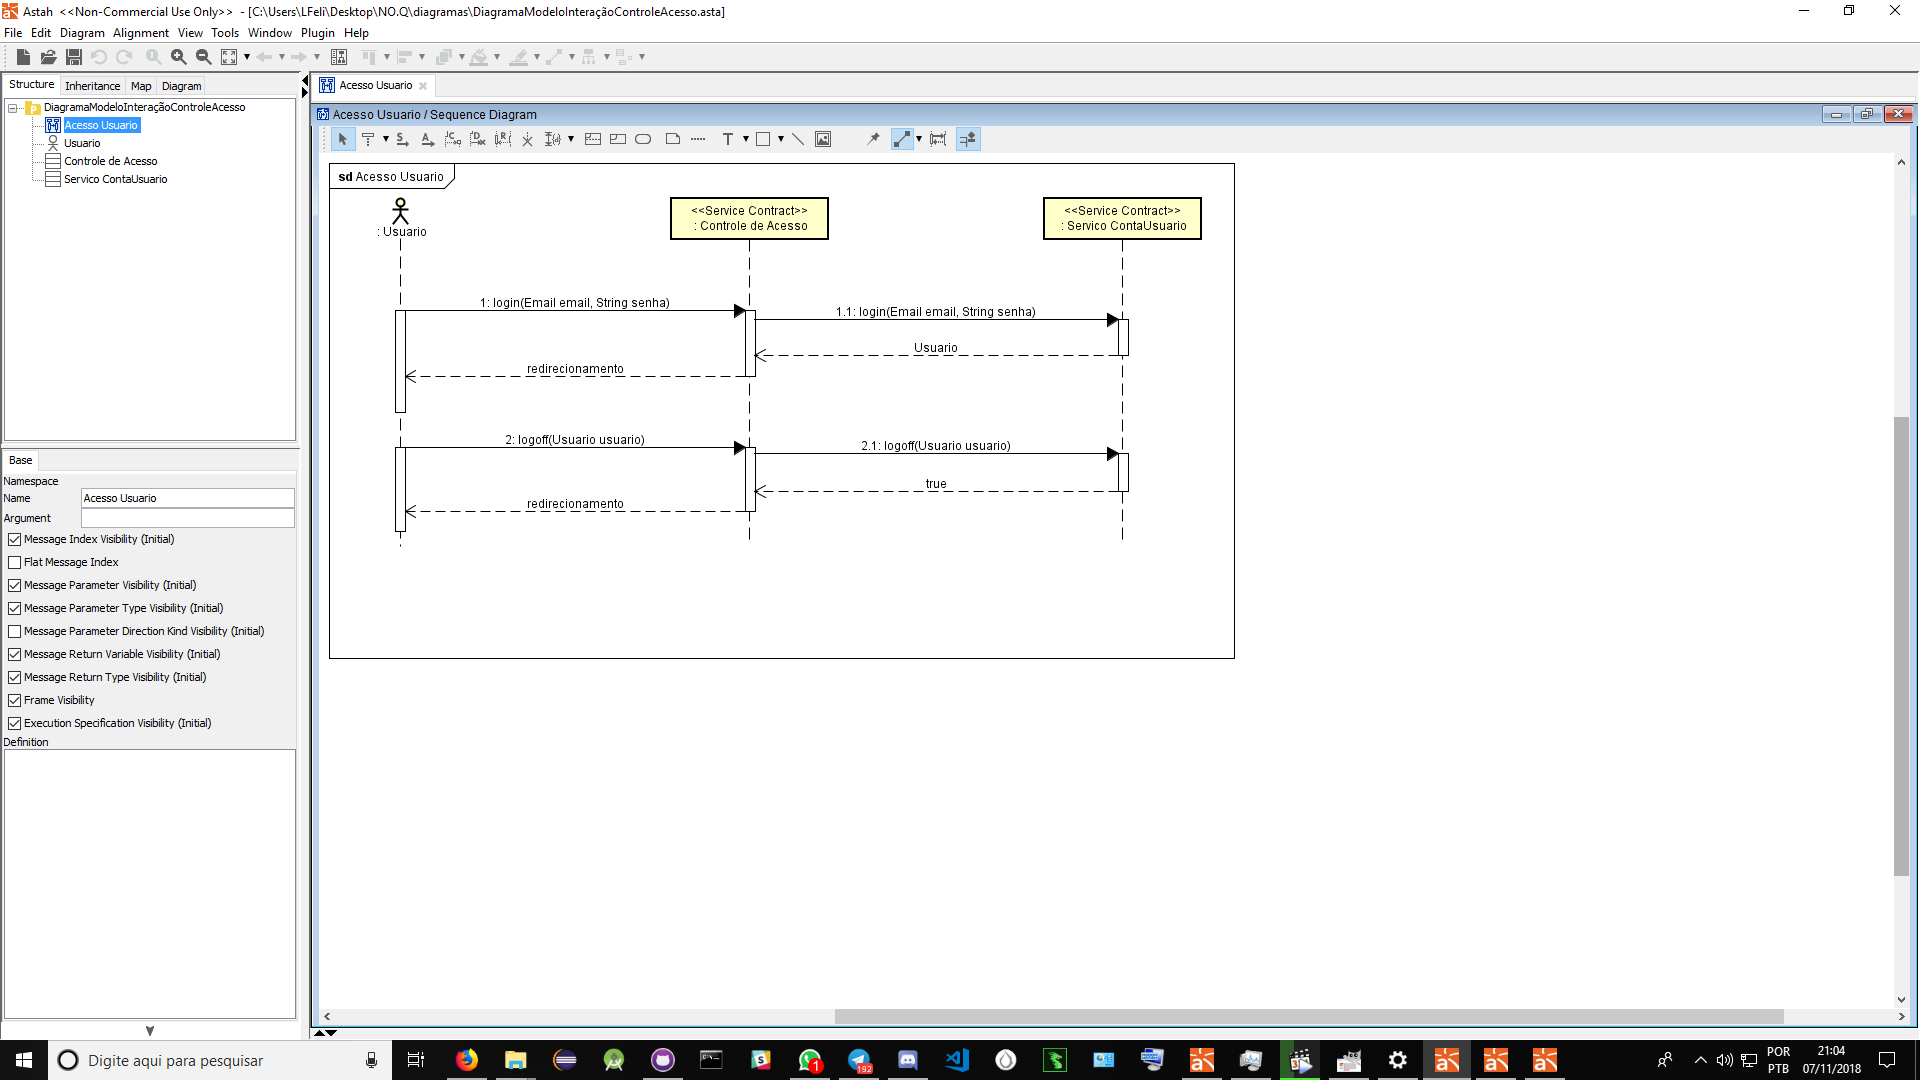 Astah <<Non-Commercial Use Only>> - [C:\Users\LFeli\Desktop\NO.Q\diagramas\DiagramaModeloInteraçãoControleAcesso.asta]
File Edit Diagram Alignment View Tools Window Plugin Help
Structure Inheritance Map Diagram
DiagramaModeloInteraçãoControleAcesso
Acesso Usuario
Usuario
Controle de Acesso
Servico ContaUsuario
Base
Namespace
Name Acesso Usuario
Argument
Message Index Visibility (Initial)
Flat Message Index
Message Parameter Visibility (Initial)
Message Parameter Type Visibility (Initial)
Message Parameter Direction Kind Visibility (Initial)
Message Return Variable Visibility (Initial)
Message Return Type Visibility (Initial)
Frame Visibility
Execution Specification Visibility (Initial)
Definition
Acesso Usuario
Acesso Usuario / Sequence Diagram
sd Acesso Usuario
: Usuario
<<Service Contract>>
: Controle de Acesso
<<Service Contract>>
: Servico ContaUsuario
1: login(Email email, String senha)
1.1: login(Email email, String senha)
Usuario
redirecionamento
2: logoff(Usuario usuario)
2.1: logoff(Usuario usuario)
true
redirecionamento
Digite aqui para pesquisar
1
192
POR
PTB
21:04
07/11/2018